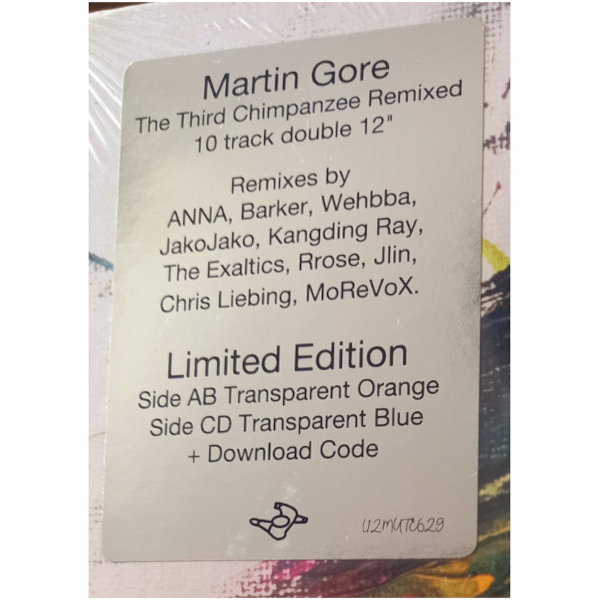 Martin Gore
The Third Chimpanzee Remixed
10 track double 12"
Remixes by
ANNA, Barker, Wehbba,
JakoJako, Kangding Ray,
The Exaltics, Rrose, Jlin,
Chris Liebing, MoReVoX.
Limited Edition
Side AB Transparent Orange
Side CD Transparent Blue
+ Download Code
L12MUTE629